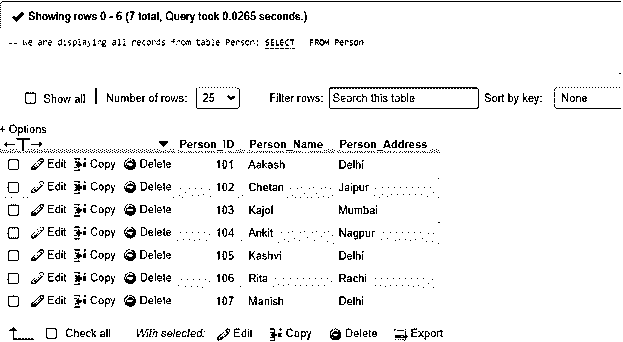 Showing rows 0 - 6 (7 total, Query took 0.0265 seconds.)
-- we are displaying all records from table Person; SELECT FROM Person
Show all | Number of rows: 25 Filter rows: Search this table Sort by key: None
+ Options
←T→ Person_ID Person_Name Person_Address
Edit Copy Delete 101 Aakash Delhi
Edit Copy Delete 102 Chetan Jaipur
Edit Copy Delete 103 Kajol Mumbai
Edit Copy Delete 104 Ankit Nagpur
Edit Copy Delete 105 Kashvi Delhi
Edit Copy Delete 106 Rita Rachi
Edit Copy Delete 107 Manish Delhi
Check all With selected: Edit Copy Delete Export